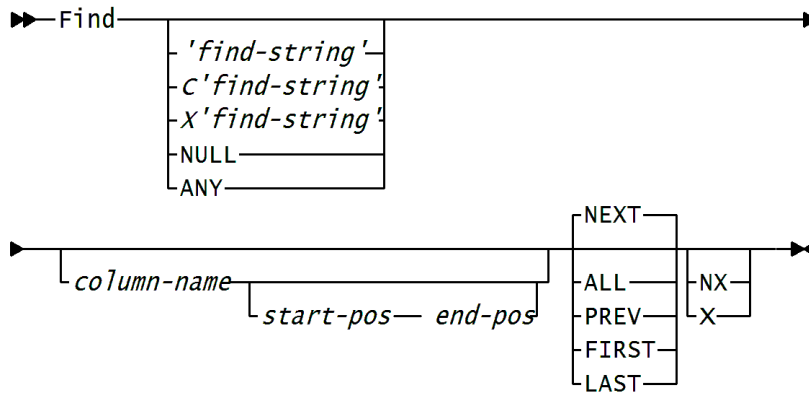 Find
'find-string'
C'find-string'
X'find-string'
NULL
ANY
NEXT
column-name
ALL
NX
start-pos end-pos
PREV
X
FIRST
LAST